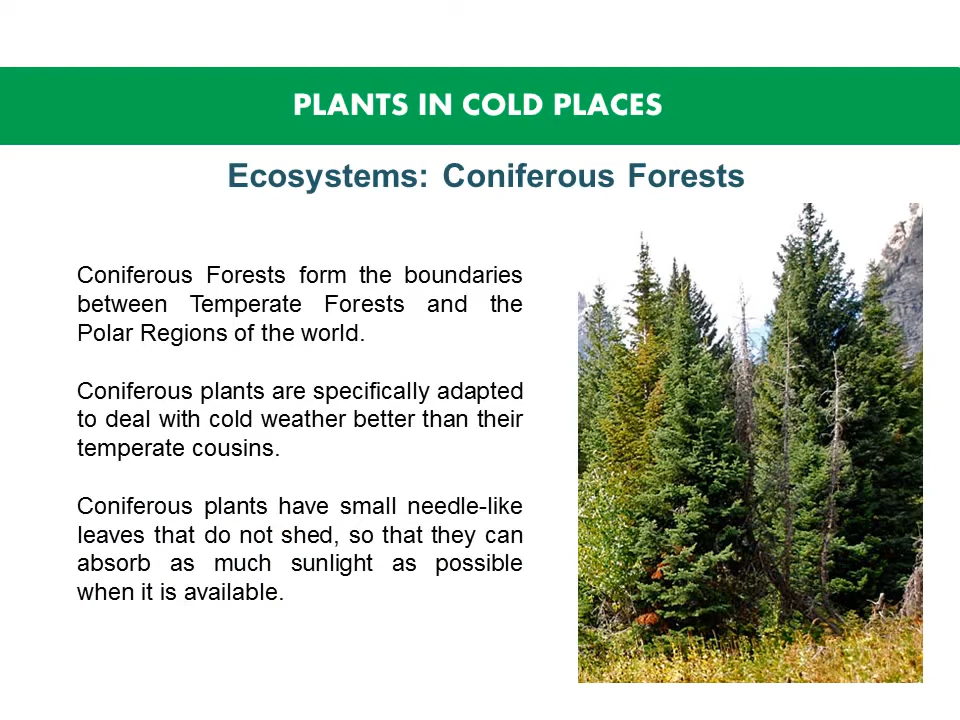 PLANTS IN COLD PLACES
Ecosystems: Coniferous Forests
Coniferous Forests form the boundaries
between Temperate Forests and the
Polar Regions of the world.
Coniferous plants are specifically adapted
to deal with cold weather better than their
temperate cousins.
Coniferous plants have small needle-like
leaves that do not shed, so that they can
absorb as much sunlight as possible
when it is available.